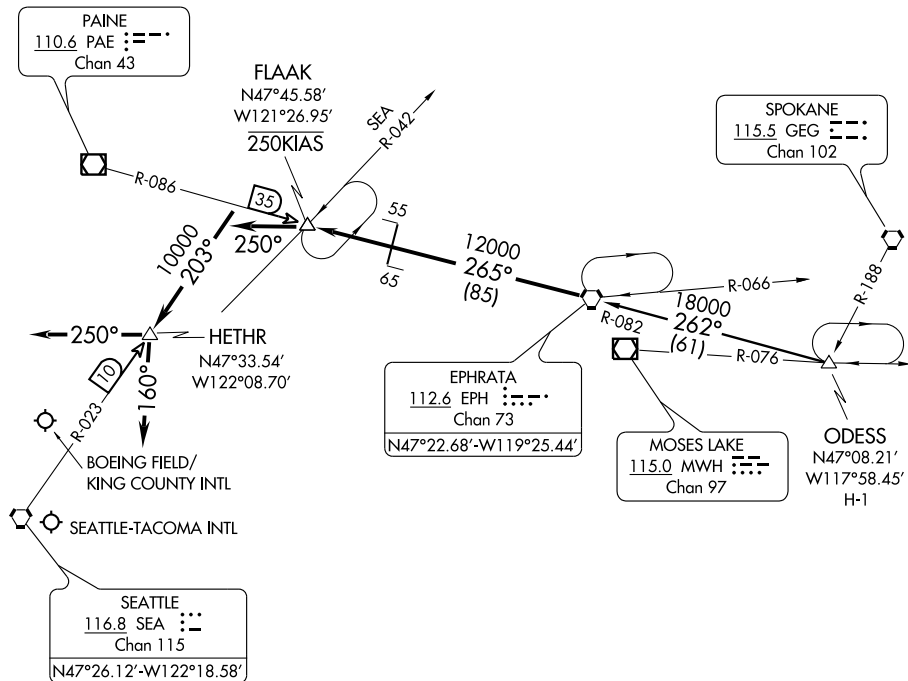 PAINE
110.6 PAE
Chan 43
FLAAK
N47°45.58'
W121°26.95'
250KIAS
SEA
R-042
SPOKANE
115.5 GEG
Chan 102
R-086
35
250°
10000
203°
55
65
12000
265°
(85)
R-066
18000
262°
(61)
R-188
R-082
R-076
250°
HETHR
N47°33.54'
W122°08.70'
160°
10
R-023
BOEING FIELD/
KING COUNTY INTL
SEATTLE-TACOMA INTL
EPHRATA
112.6 EPH
Chan 73
N47°22.68'-W119°25.44'
MOSES LAKE
115.0 MWH
Chan 97
ODESS
N47°08.21'
W117°58.45'
H-1
SEATTLE
116.8 SEA
Chan 115
N47°26.12'-W122°18.58'